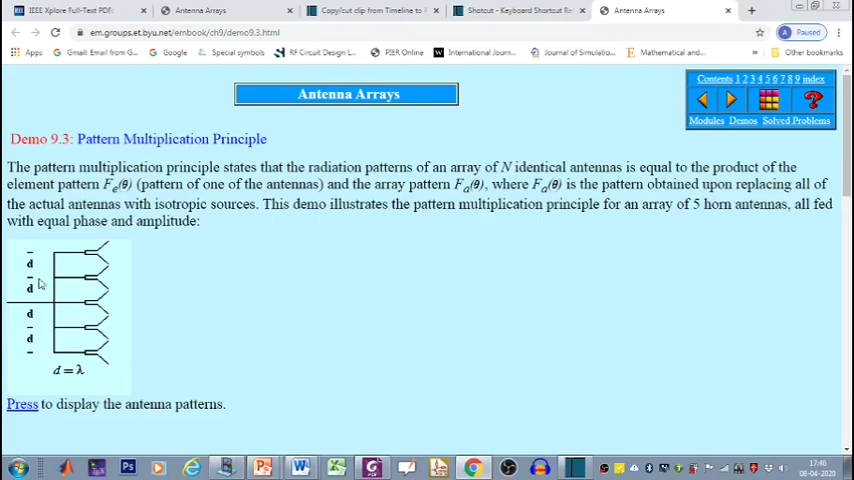 IEEE Xplore Full-Text PDF:
Antenna Arrays
Copy/cut clip from Timeline to P
Shotcut - Keyboard Shortcut Re
Antenna Arrays
em.groups.et.byu.net/embook/ch9/demo9.3.html
Paused
Apps
Gmail: Email from G...
Google
Special symbols
RF Circuit Design L...
PIER Online
International Journ...
Journal of Simulatio...
Mathematical and...
Other bookmarks
Antenna Arrays
Contents 1 2 3 4 5 6 7 8 9 index
Modules Demos Solved Problems
Demo 9.3: Pattern Multiplication Principle
The pattern multiplication principle states that the radiation patterns of an array of N identical antennas is equal to the product of the
element pattern Fe(θ) (pattern of one of the antennas) and the array pattern Fa(θ), where Fa(θ) is the pattern obtained upon replacing all of
the actual antennas with isotropic sources. This demo illustrates the pattern multiplication principle for an array of 5 horn antennas, all fed
with equal phase and amplitude:
d
d
d
d
d = λ
Press to display the antenna patterns.
17:46
08-04-2020